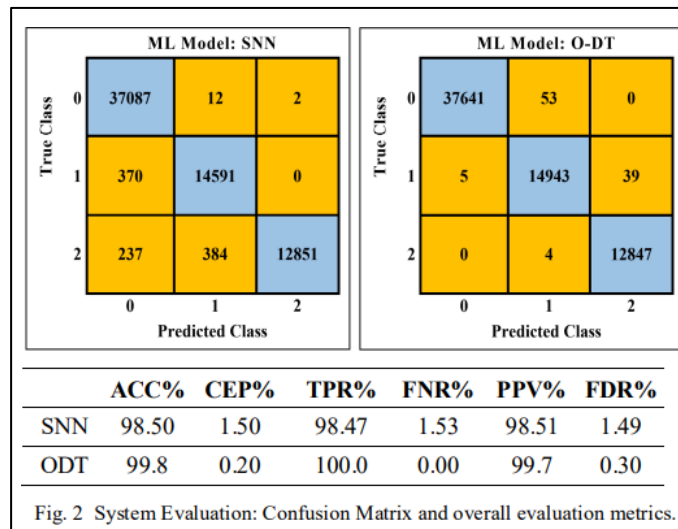 ML Model: SNN
True Class
0 37087 12 2
1 370 14591 0
2 237 384 12851
0 1 2
Predicted Class
ML Model: O-DT
True Class
0 37641 53 0
1 5 14943 39
2 0 4 12847
0 1 2
Predicted Class
ACC% CEP% TPR% FNR% PPV% FDR%
SNN 98.50 1.50 98.47 1.53 98.51 1.49
ODT 99.8 0.20 100.0 0.00 99.7 0.30
Fig. 2 System Evaluation: Confusion Matrix and overall evaluation metrics.